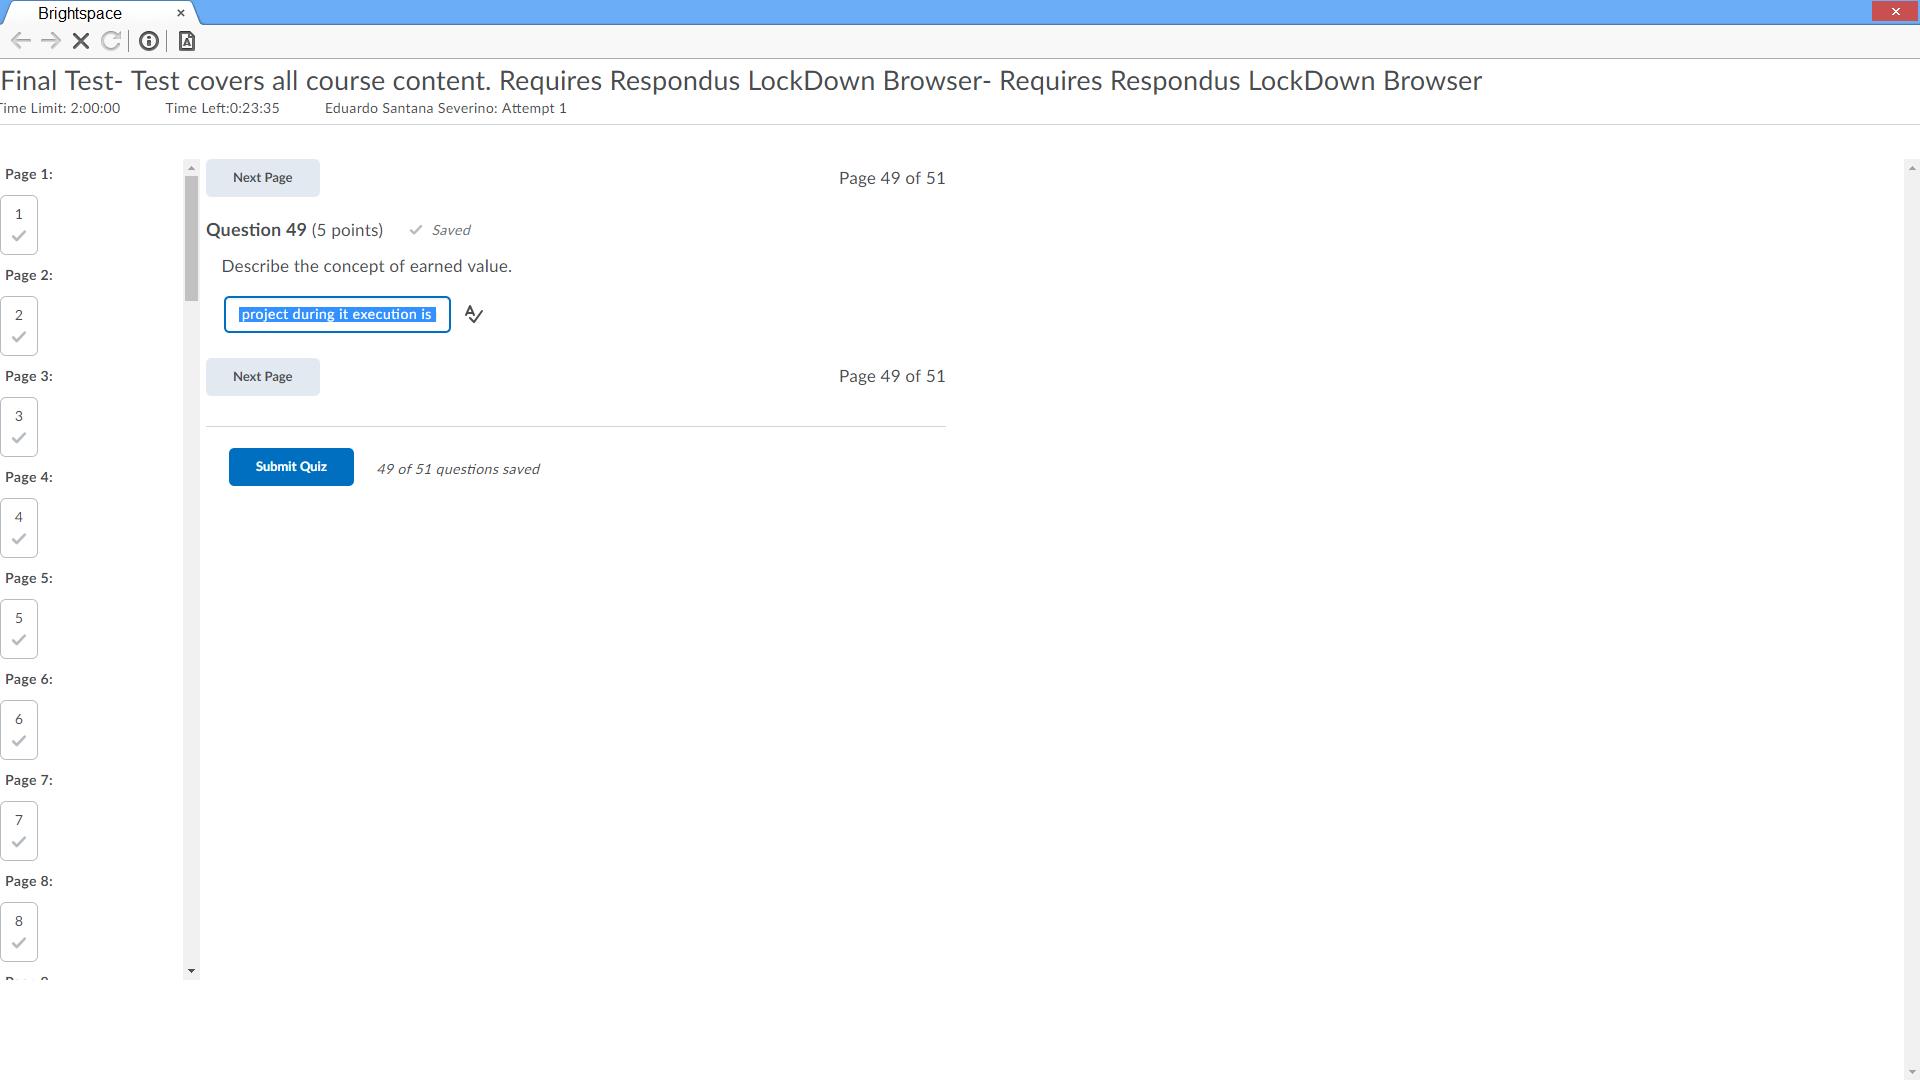 Brightspace
Final Test- Test covers all course content. Requires Respondus LockDown Browser- Requires Respondus LockDown Browser
Time Limit: 2:00:00 Time Left:0:23:35 Eduardo Santana Severino: Attempt 1
Page 1:
1
Page 2:
2
Page 3:
3
Page 4:
4
Page 5:
5
Page 6:
6
Page 7:
7
Page 8:
8
Next Page Page 49 of 51
Question 49 (5 points) Saved
Describe the concept of earned value.
project during it execution is
Next Page Page 49 of 51
Submit Quiz 49 of 51 questions saved